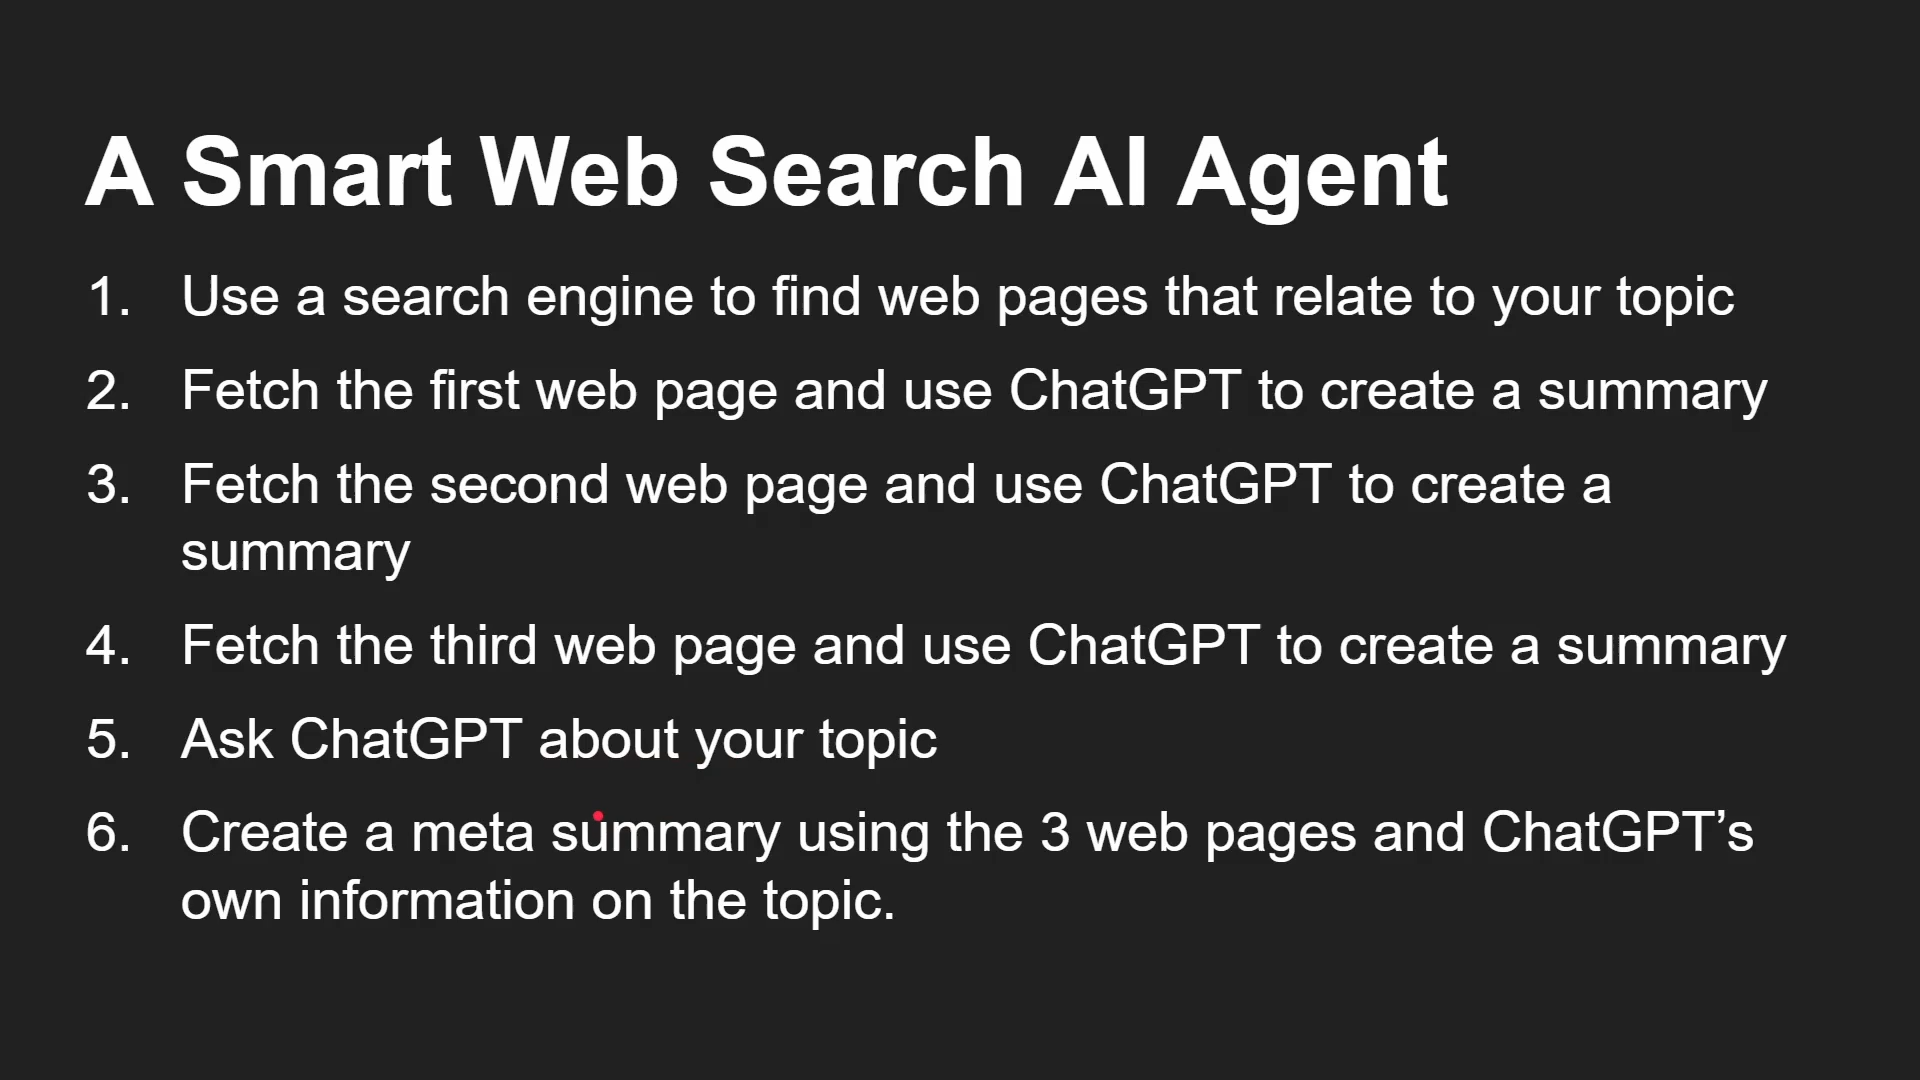 A Smart Web Search AI Agent
1. Use a search engine to find web pages that relate to your topic
2. Fetch the first web page and use ChatGPT to create a summary
3. Fetch the second web page and use ChatGPT to create a
summary
4. Fetch the third web page and use ChatGPT to create a summary
5. Ask ChatGPT about your topic
6. Create a meta summary using the 3 web pages and ChatGPT’s
own information on the topic.